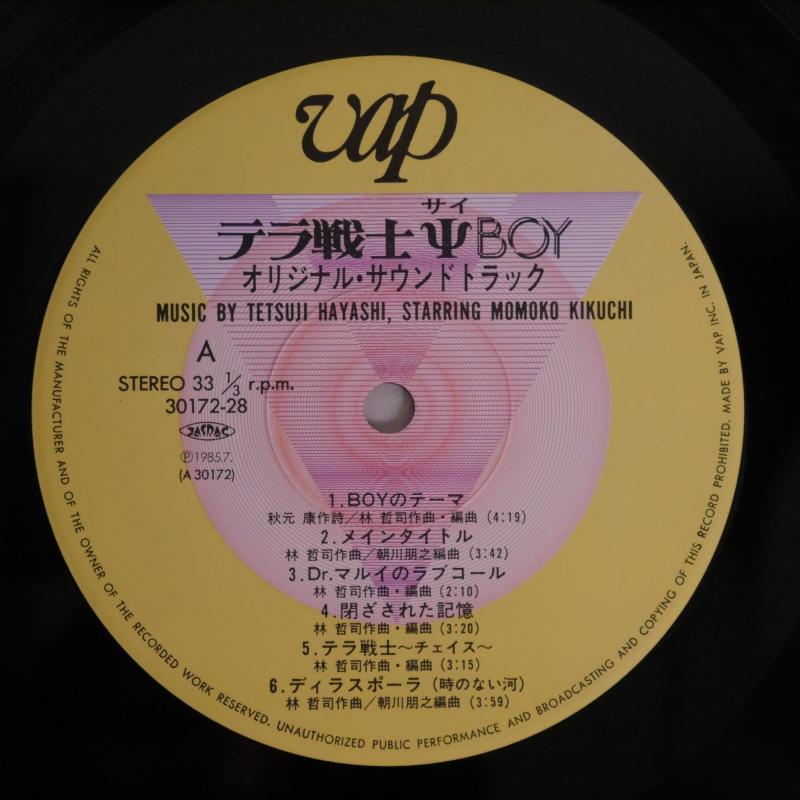 vap
サイ
テラ戦士ΨBOY
オリジナル・サウンドトラック
MUSIC BY TETSUJI HAYASHI, STARRING MOMOKO KIKUCHI
A
STEREO 33 1/3 r.p.m.
30172-28
JASRAC
Ⓟ1985.7.
(A 30172)
1.BOYのテーマ
秋元 康作詩／林 哲司作曲・編曲 (4:19)
2.メインタイトル
林 哲司作曲／朝川朋之編曲 (3:42)
3.Dr.マルイのラブコール
林 哲司作曲・編曲 (2:10)
4.閉ざされた記憶
林 哲司作曲・編曲 (3:20)
5.テラ戦士～チェイス～
林 哲司作曲・編曲 (3:15)
6.ディラスポーラ (時のない河)
林 哲司作曲／朝川朋之編曲 (3:59)
ALL RIGHTS OF THE MANUFACTURER AND OF THE OWNER OF THE RECORDED WORK RESERVED. UNAUTHORIZED PUBLIC PERFORMANCE AND BROADCASTING AND COPYING OF THIS RECORD PROHIBITED. MADE BY VAP INC. IN JAPAN.